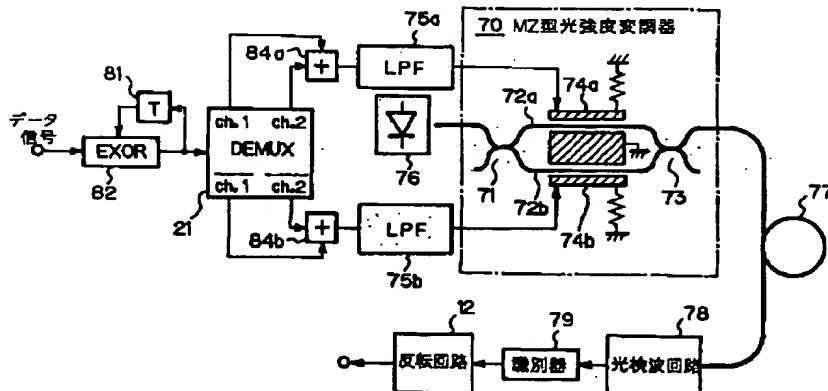 75a
70 MZ型光強度変調器
84a
LPF
+
81
T
74a
72a
データ
信号
EXOR
82
ch.1 ch.2
DEMUX
ch.1 ch.2
21
76
71
73
72b
74b
77
+
84b
LPF
75b
12
79
78
反転回路
識別器
光検波回路